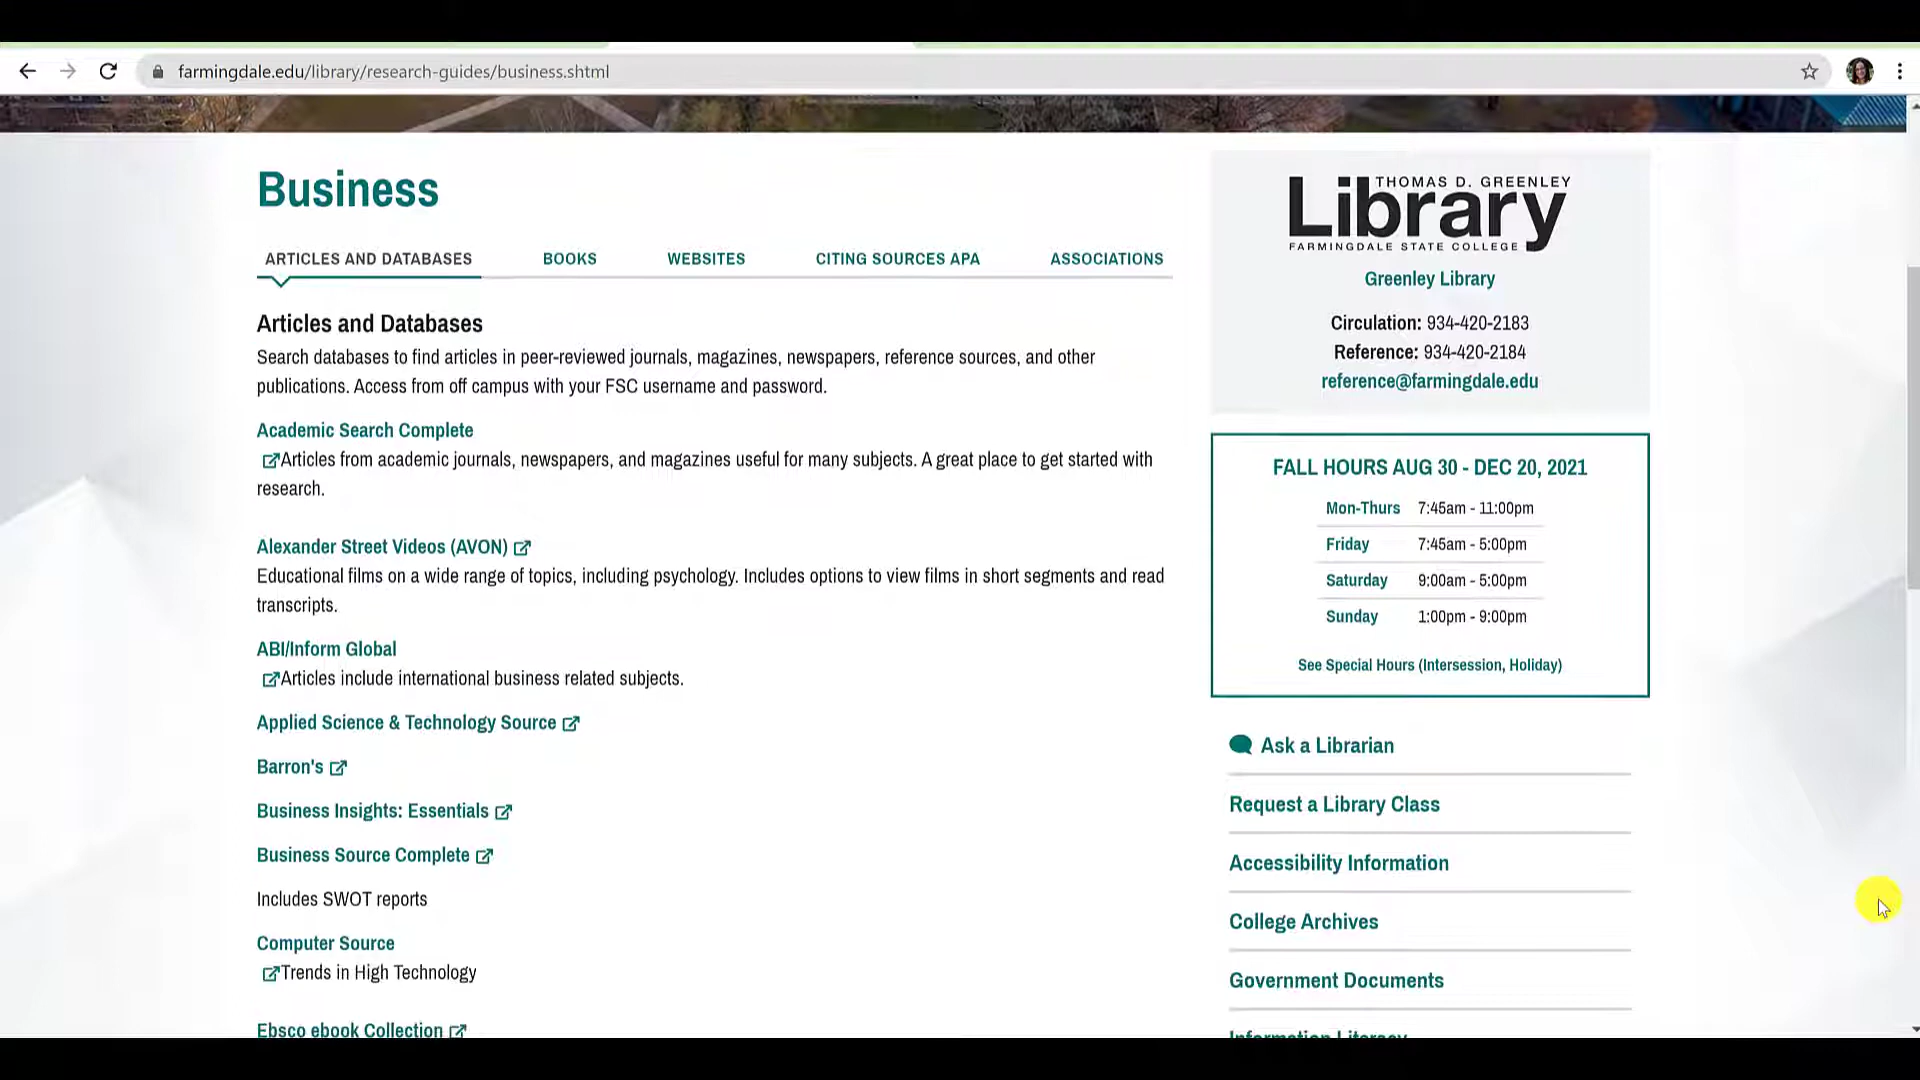 farmingdale.edu/library/research-guides/business.shtml
Business
ARTICLES AND DATABASES
BOOKS
WEBSITES
CITING SOURCES APA
ASSOCIATIONS
Articles and Databases
Search databases to find articles in peer-reviewed journals, magazines, newspapers, reference sources, and other
publications. Access from off campus with your FSC username and password.
Academic Search Complete
Articles from academic journals, newspapers, and magazines useful for many subjects. A great place to get started with
research.
Alexander Street Videos (AVON)
Educational films on a wide range of topics, including psychology. Includes options to view films in short segments and read
transcripts.
ABI/Inform Global
Articles include international business related subjects.
Applied Science & Technology Source
Barron's
Business Insights: Essentials
Business Source Complete
Includes SWOT reports
Computer Source
Trends in High Technology
Ebsco ebook Collection
THOMAS D. GREENLEY
Library
FARMINGDALE STATE COLLEGE
Greenley Library
Circulation: 934-420-2183
Reference: 934-420-2184
reference@farmingdale.edu
FALL HOURS AUG 30 - DEC 20, 2021
Mon-Thurs 7:45am - 11:00pm
Friday 7:45am - 5:00pm
Saturday 9:00am - 5:00pm
Sunday 1:00pm - 9:00pm
See Special Hours (Intersession, Holiday)
Ask a Librarian
Request a Library Class
Accessibility Information
College Archives
Government Documents
Information Literacy